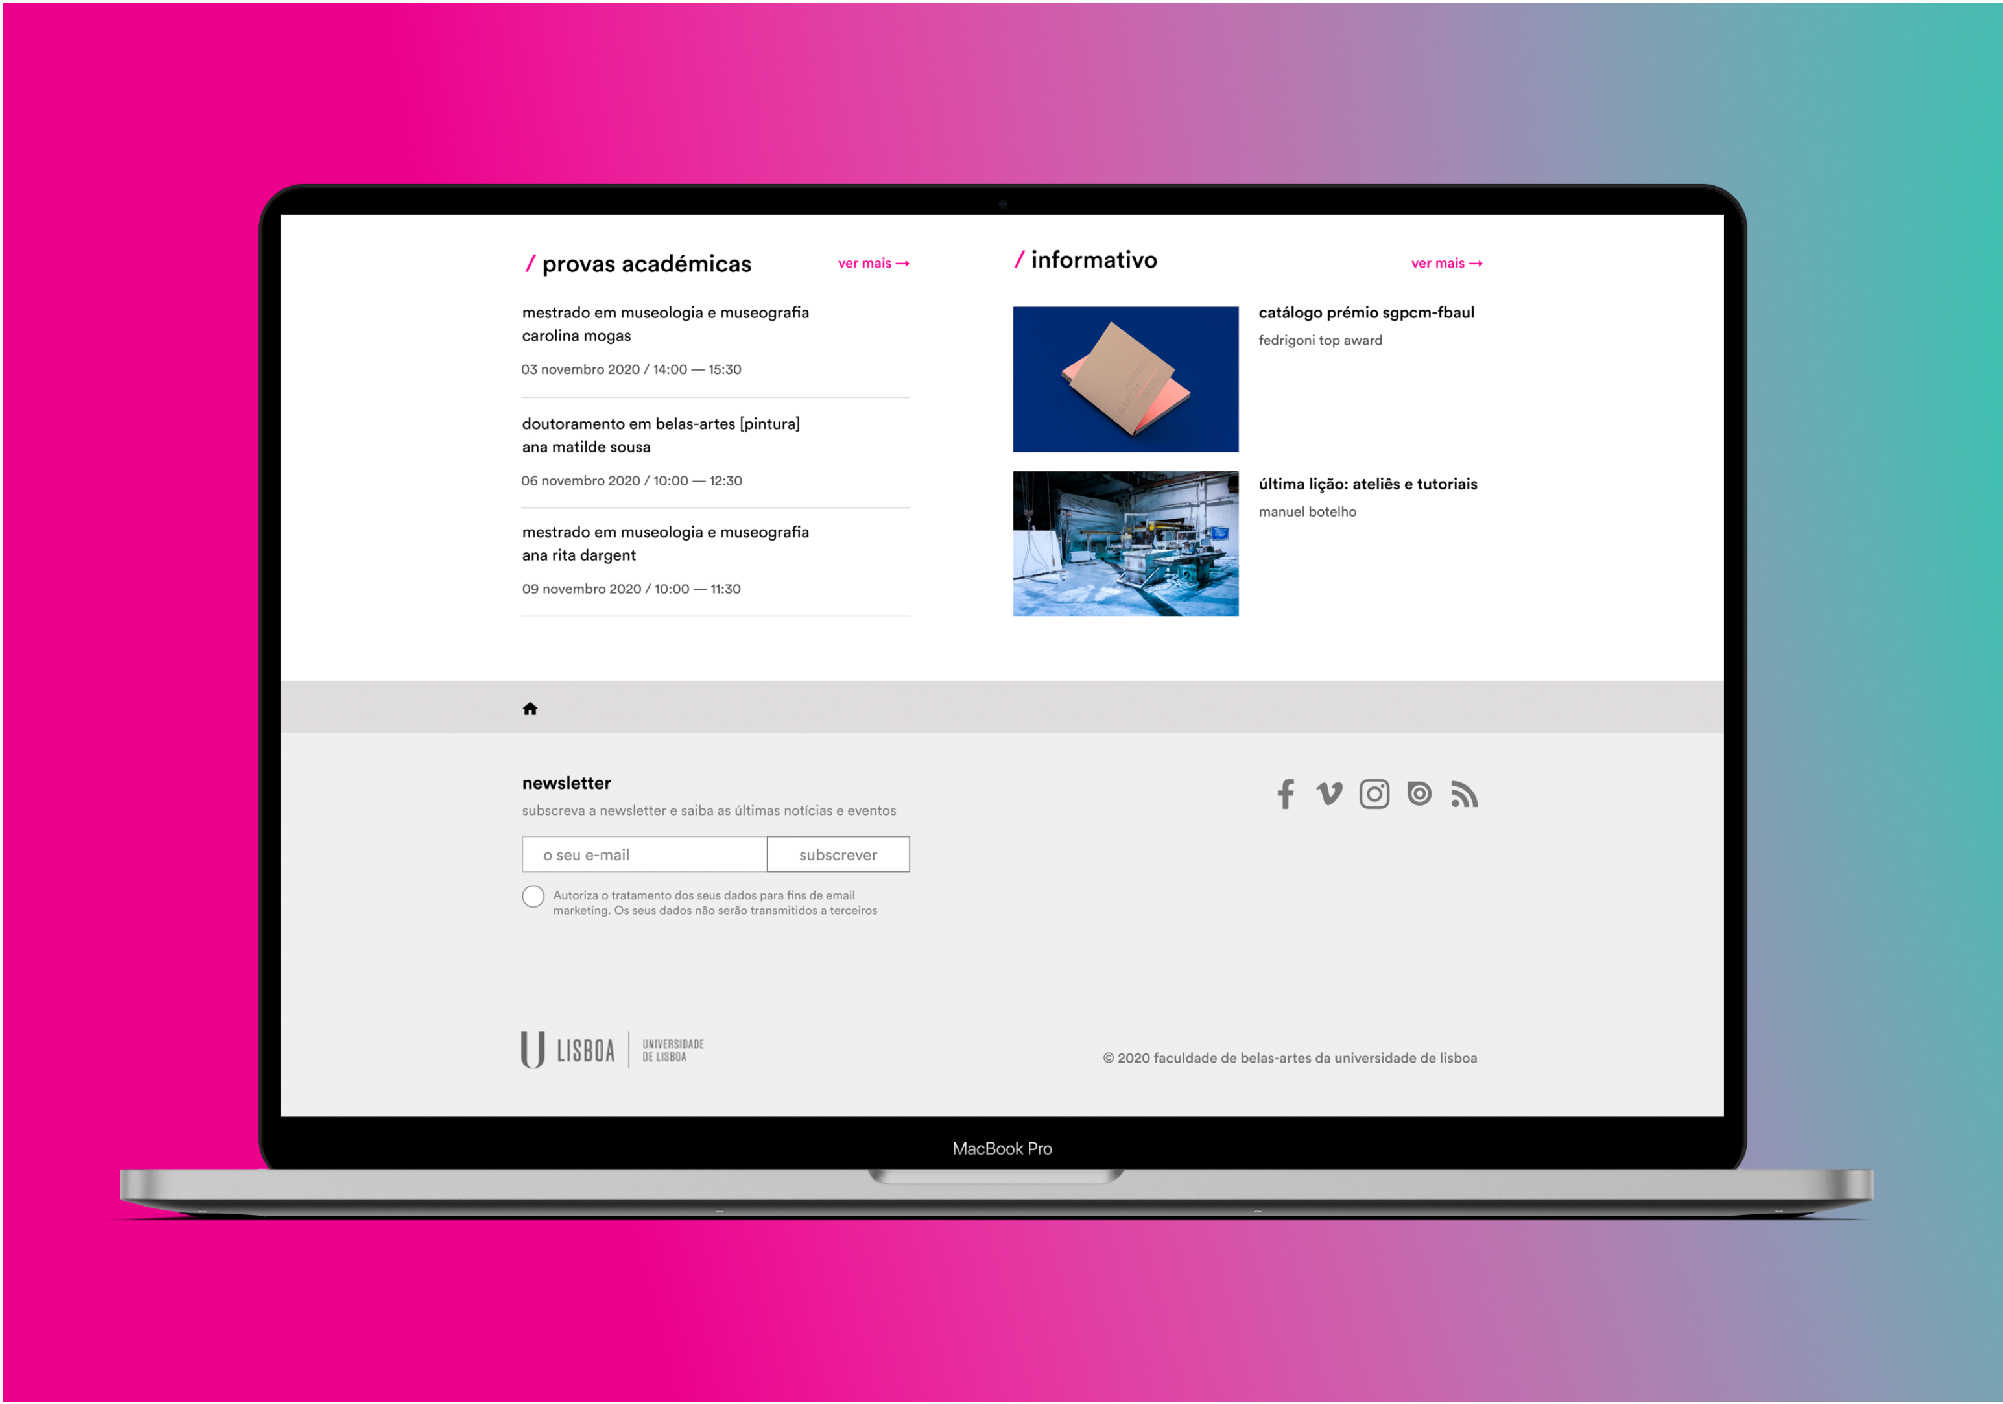 / provas académicas
ver mais →
mestrado em museologia e museografia
carolina mogas
03 novembro 2020 / 14:00 — 15:30
doutoramento em belas-artes [pintura]
ana matilde sousa
06 novembro 2020 / 10:00 — 12:30
mestrado em museologia e museografia
ana rita dargent
09 novembro 2020 / 10:00 — 11:30
/ informativo
ver mais →
catálogo prémio sgpcm-fbaul
fedrigoni top award
última lição: ateliês e tutoriais
manuel botelho
newsletter
subscreva a newsletter e saiba as últimas notícias e eventos
o seu e-mail
subscrever
Autoriza o tratamento dos seus dados para fins de email
marketing. Os seus dados não serão transmitidos a terceiros
U LISBOA
UNIVERSIDADE
DE LISBOA
© 2020 faculdade de belas-artes da universidade de lisboa
MacBook Pro